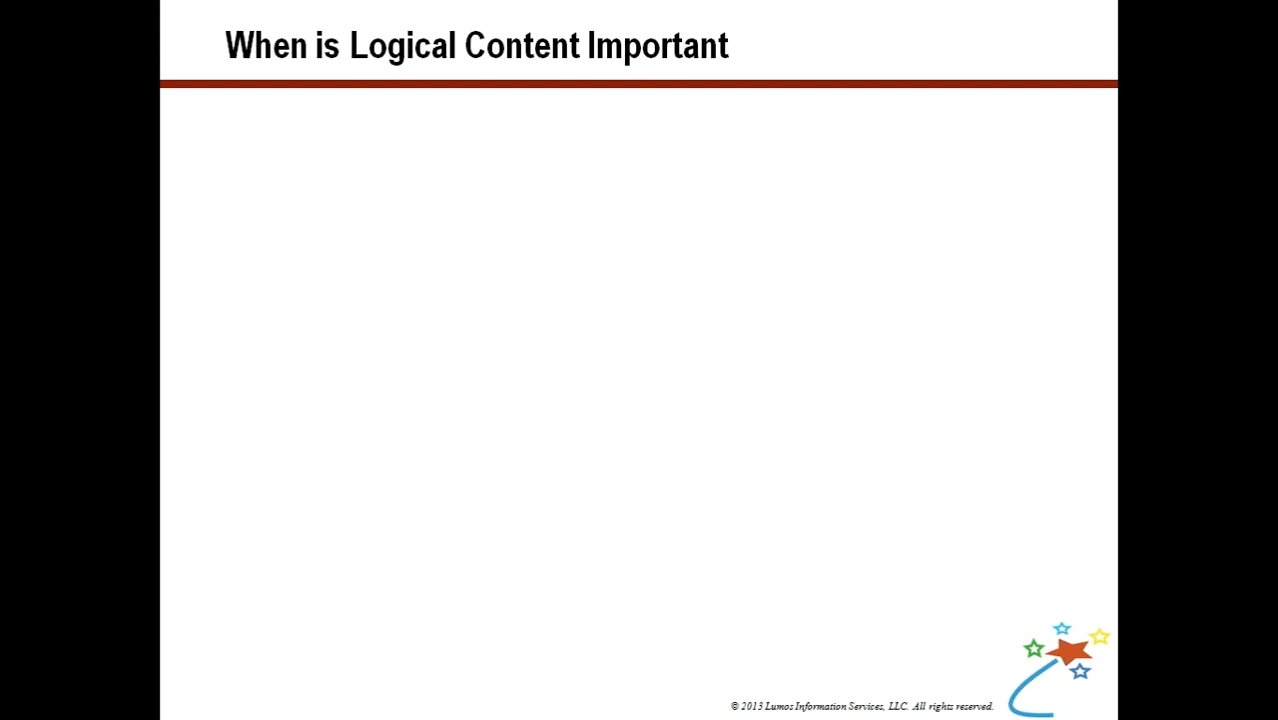 When is Logical Content Important
© 2013 Lumos Information Services, LLC. All rights reserved.